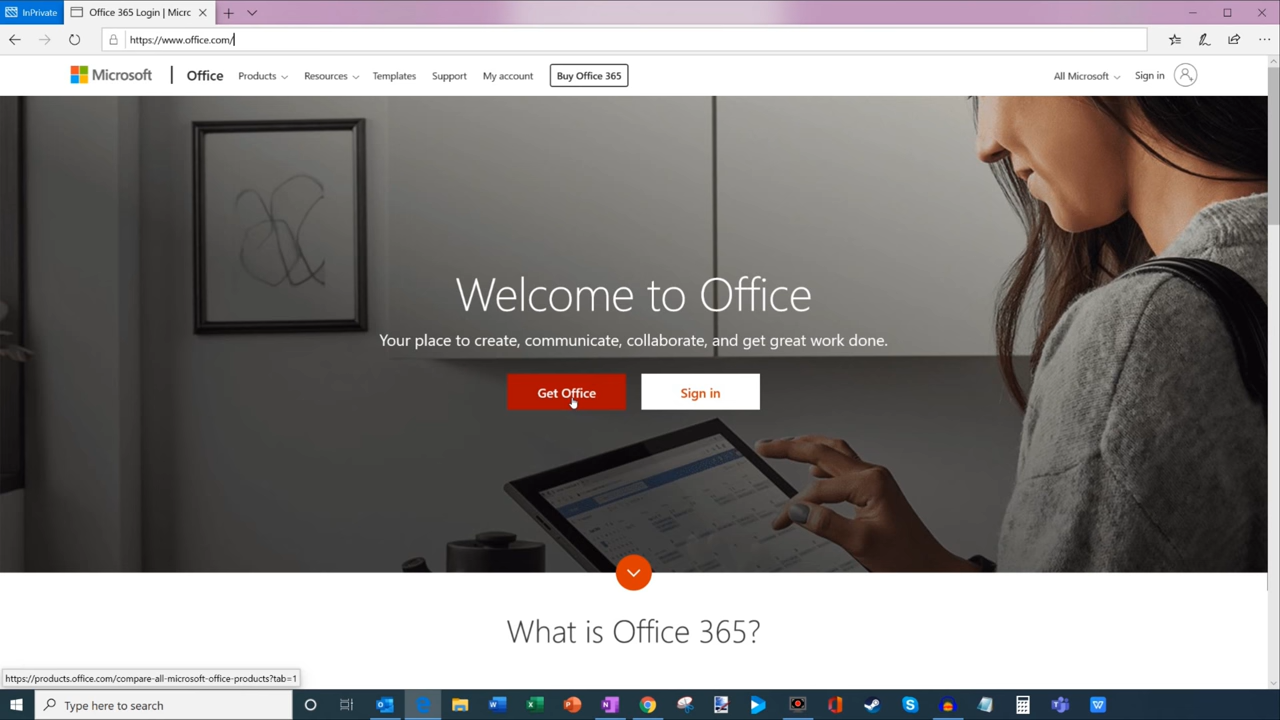 InPrivate
Office 365 Login | Micrc
https://www.office.com/
Microsoft
Office
Products
Resources
Templates
Support
My account
Buy Office 365
All Microsoft
Sign in
Welcome to Office
Your place to create, communicate, collaborate, and get great work done.
Get Office
Sign in
What is Office 365?
https://products.office.com/compare-all-microsoft-office-products?tab=1
Type here to search